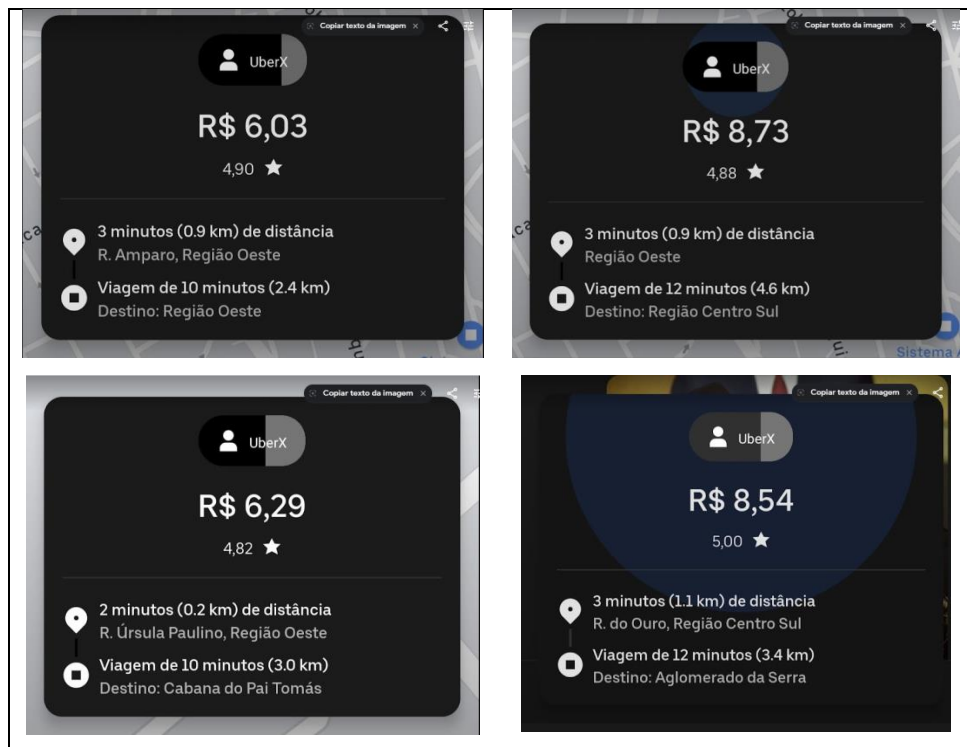 Copiar texto da imagem
UberX
R$ 6,03
4,90
3 minutos (0.9 km) de distância
R. Amparo, Região Oeste
Viagem de 10 minutos (2.4 km)
Destino: Região Oeste
Copiar texto da imagem
UberX
R$ 8,73
4,88
3 minutos (0.9 km) de distância
Região Oeste
Viagem de 12 minutos (4.6 km)
Destino: Região Centro Sul
Sistema
Copiar texto da imagem
UberX
R$ 6,29
4,82
2 minutos (0.2 km) de distância
R. Úrsula Paulino, Região Oeste
Viagem de 10 minutos (3.0 km)
Destino: Cabana do Pai Tomás
Copiar texto da imagem
UberX
R$ 8,54
5,00
3 minutos (1.1 km) de distância
R. do Ouro, Região Centro Sul
Viagem de 12 minutos (3.4 km)
Destino: Aglomerado da Serra